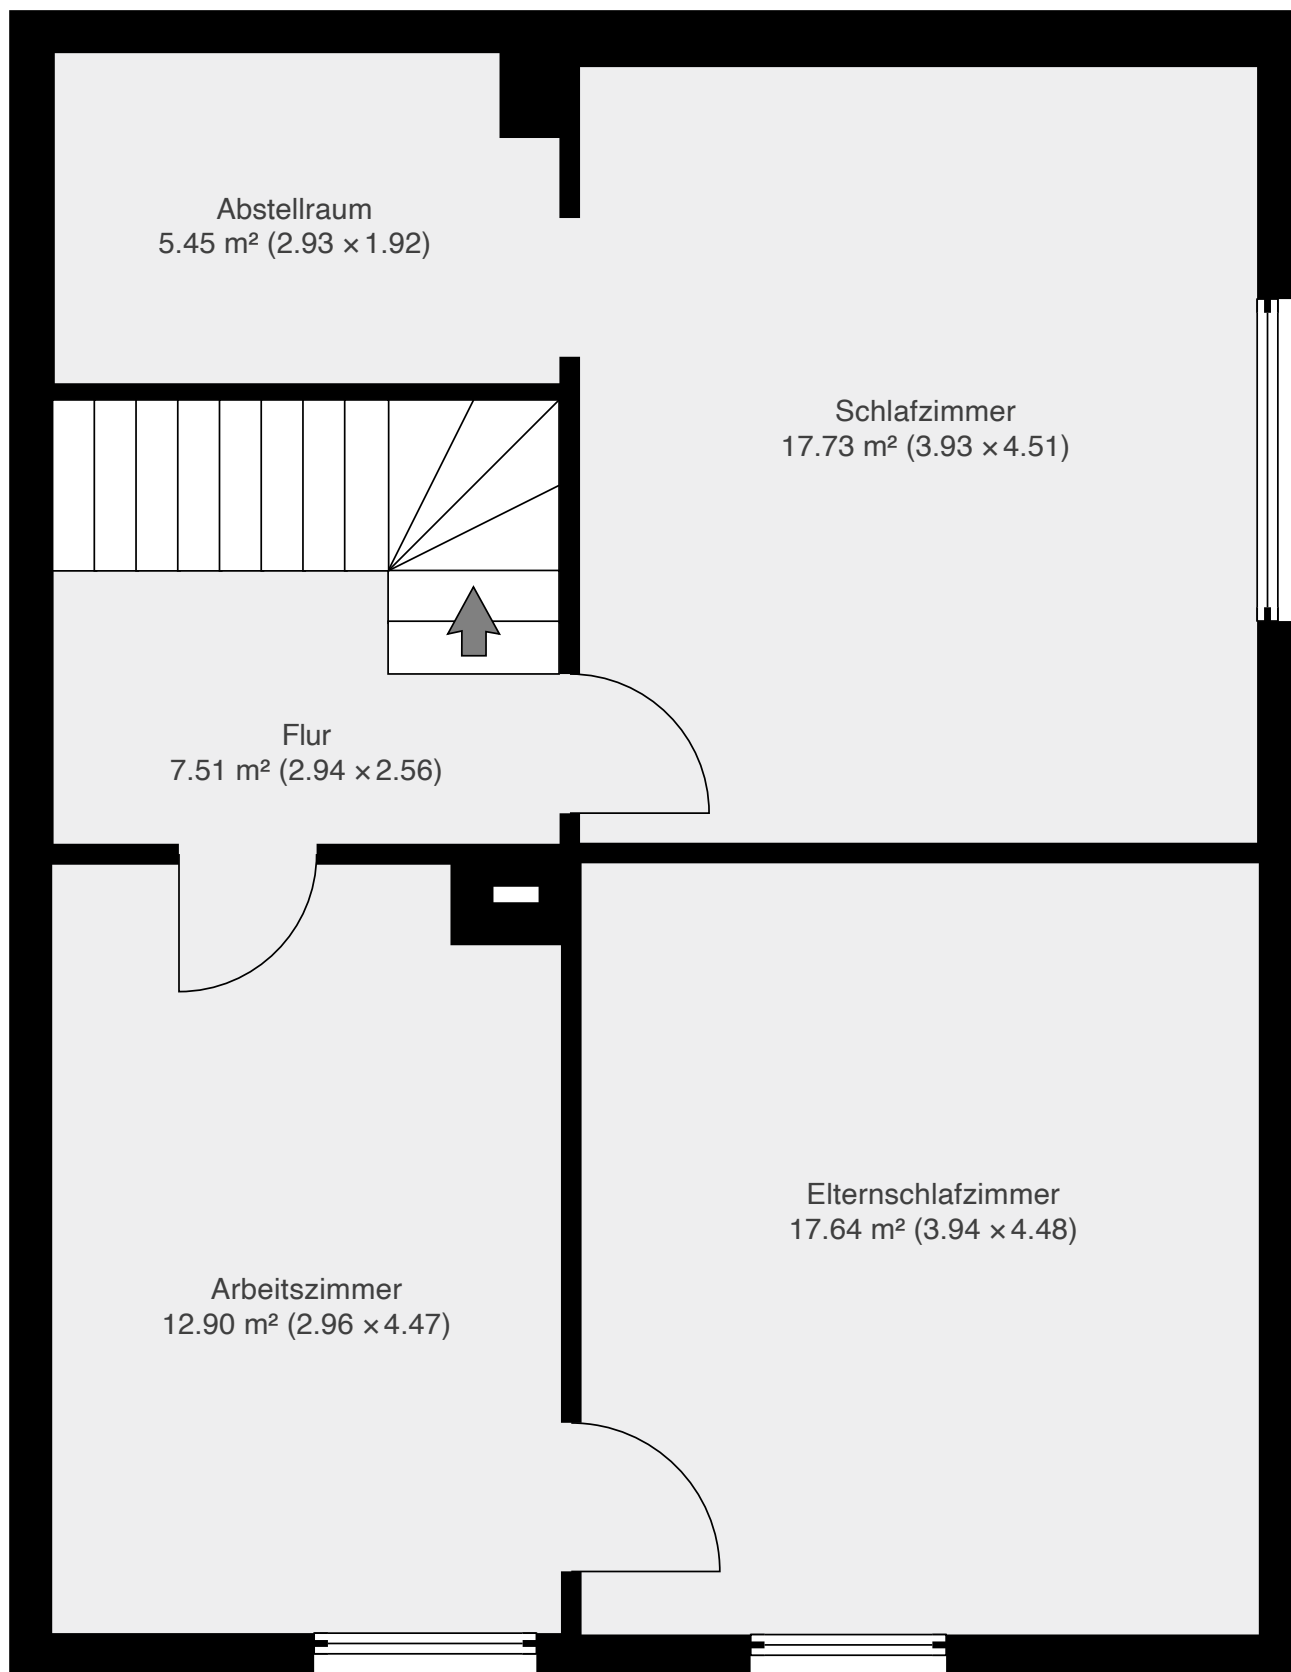 Abstellraum
5.45 m² (2.93 × 1.92)
Schlafzimmer
17.73 m² (3.93 × 4.51)
Flur
7.51 m² (2.94 × 2.56)
Elternschlafzimmer
17.64 m² (3.94 × 4.48)
Arbeitszimmer
12.90 m² (2.96 × 4.47)